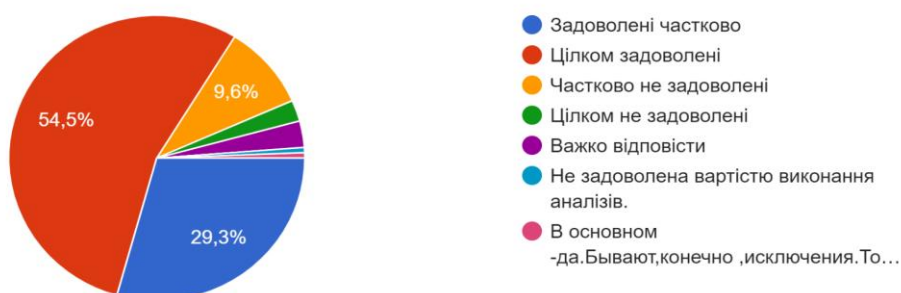 54,5%
9,6%
29,3%
Задоволені частково
Цілком задоволені
Частково не задоволені
Цілком не задоволені
Важко відповісти
Не задоволена вартістю виконання
аналізів.
В основном
-да.Бывают,конечно ,исключения.То…